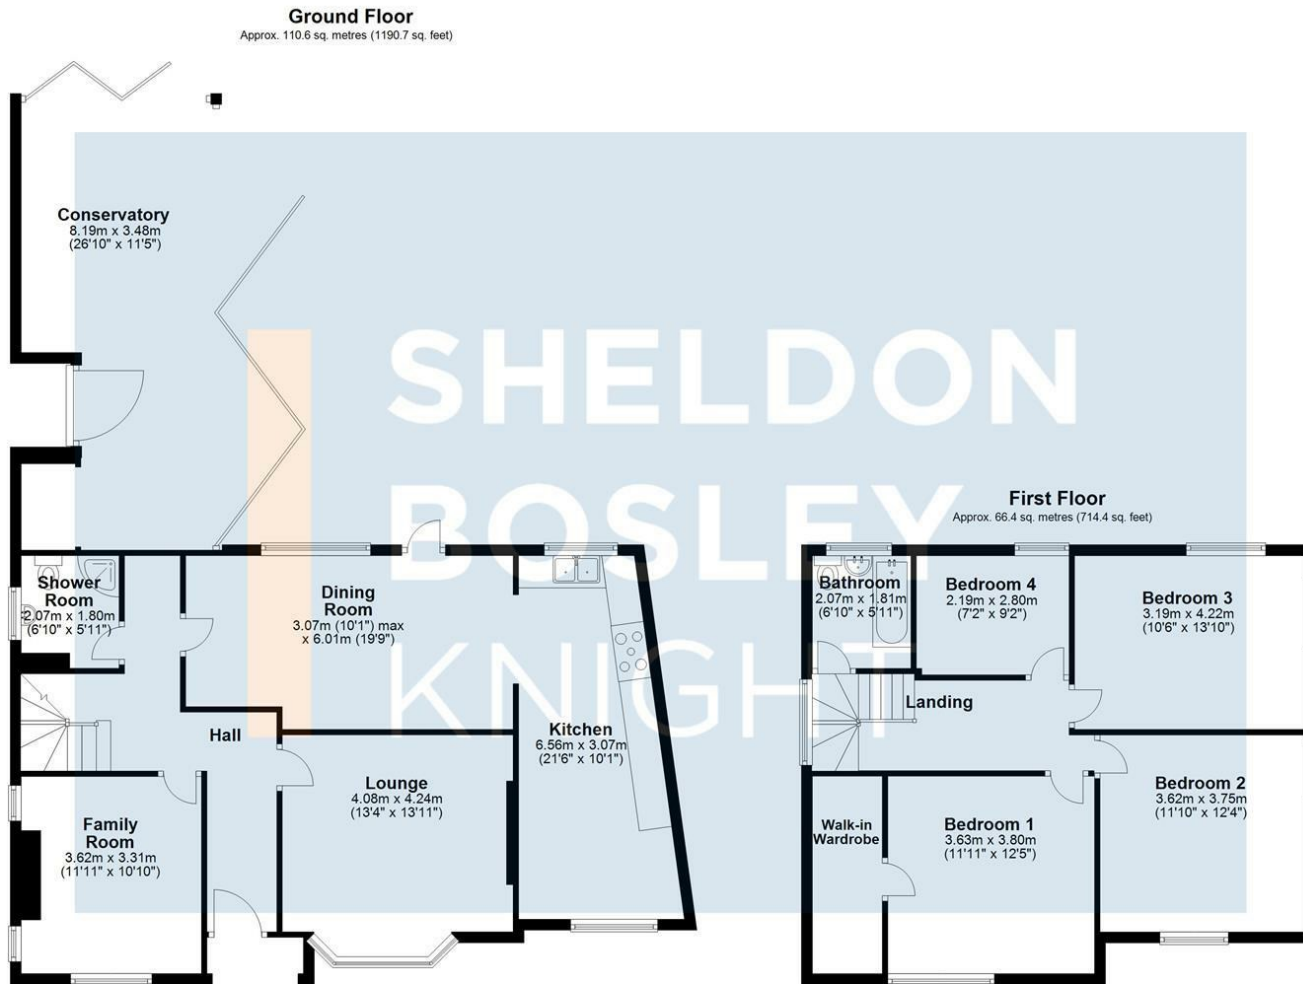 Ground Floor
Approx. 110.6 sq. metres (1190.7 sq. feet)
Conservatory
8.19m x 3.48m
(26'10" x 11'5")
SHELDON
BOSLEY
KNIGHT
Shower
Room
2.07m x 1.80m
(6'10" x 5'11")
Dining
Room
3.07m (10'1") max
x 6.01m (19'9")
Kitchen
6.56m x 3.07m
(21'6" x 10'1")
Hall
Lounge
4.08m x 4.24m
(13'4" x 13'11")
Family
Room
3.62m x 3.31m
(11'11" x 10'10")
First Floor
Approx. 66.4 sq. metres (714.4 sq. feet)
Bathroom
2.07m x 1.81m
(6'10" x 5'11")
Bedroom 4
2.19m x 2.80m
(7'2" x 9'2")
Bedroom 3
3.19m x 4.22m
(10'6" x 13'10")
Landing
Walk-in
Wardrobe
Bedroom 1
3.63m x 3.80m
(11'11" x 12'5")
Bedroom 2
3.62m x 3.75m
(11'10" x 12'4")